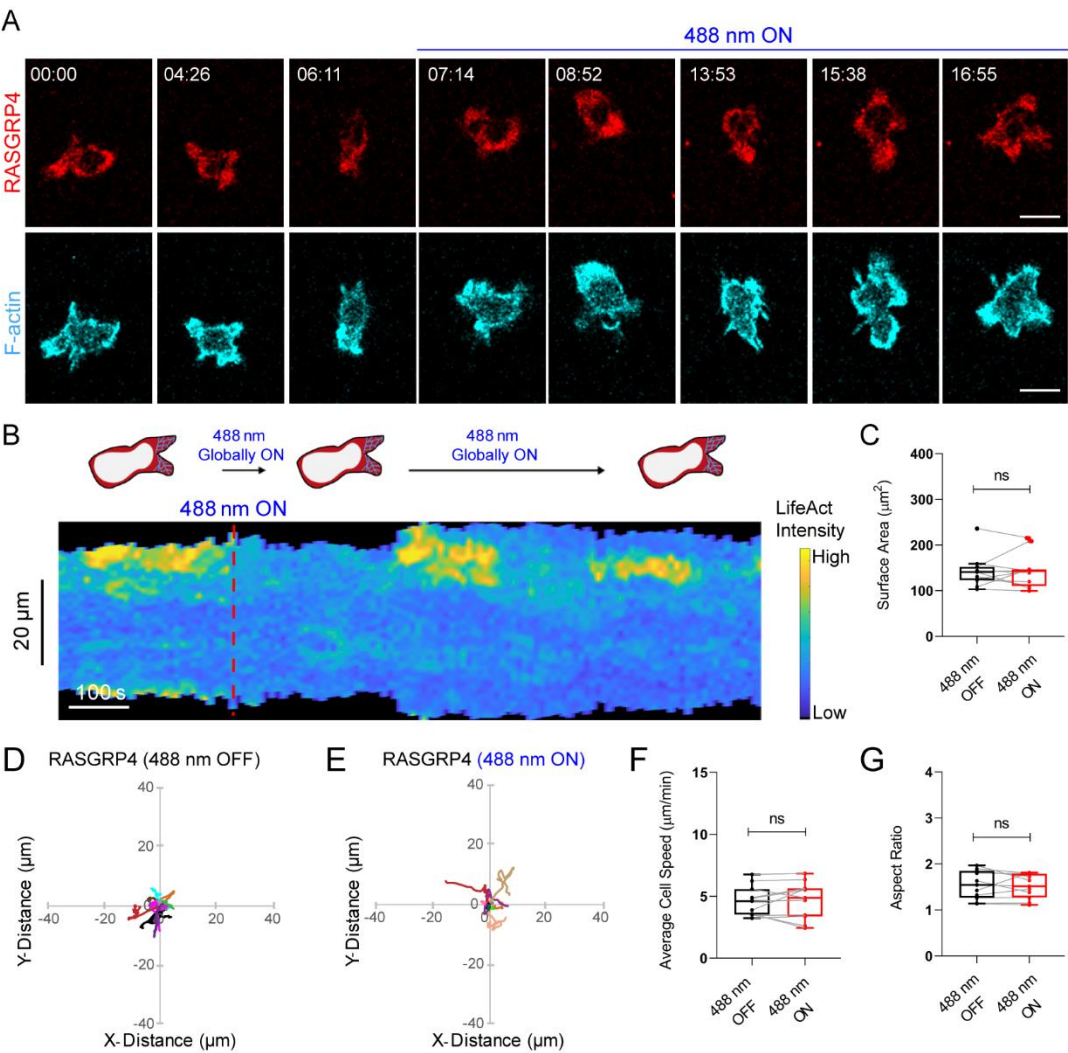 A
488 nm ON
00:00 04:26 06:11 07:14 08:52 13:53 15:38 16:55
RASGRP4
F-actin
B
488 nm
Globally ON
488 nm
Globally ON
488 nm ON
LifeAct
Intensity
High
Low
20 µm
100 s
C
Surface Area (µm²)
400
300
200
100
0
ns
488 nm
OFF
488 nm
ON
D
RASGRP4 (488 nm OFF)
Y-Distance (µm)
40
20
-20
-40
-40 -20 0 20 40
X-Distance (µm)
E
RASGRP4 (488 nm ON)
Y-Distance (µm)
40
20
-20
-40
-40 -20 0 20 40
X-Distance (µm)
F
Average Cell Speed (µm/min)
15
10
5
0
ns
488 nm
OFF
488 nm
ON
G
Aspect Ratio
4
3
2
1
0
ns
488 nm
OFF
488 nm
ON